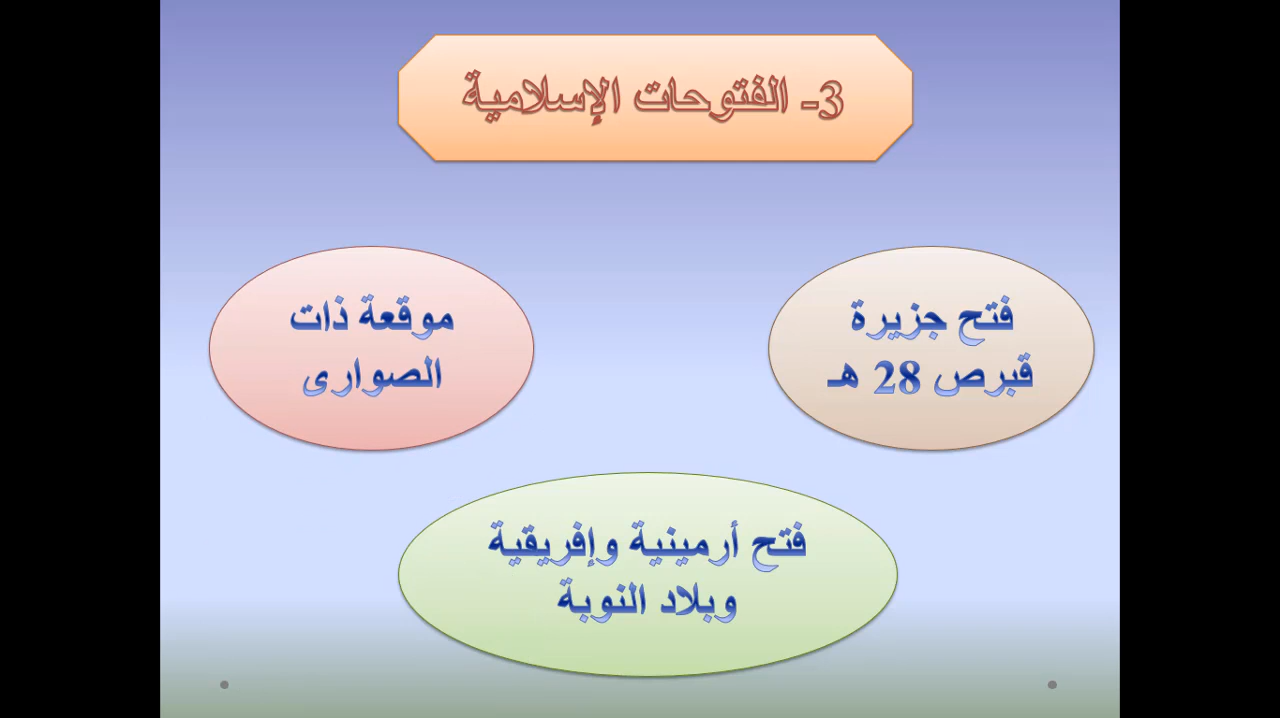 3- الفتوحات الإسلامية
فتح جزيرة
قبرص 28 هـ
موقعة ذات
الصوارى
فتح أرمينية وإفريقية
وبلاد النوبة